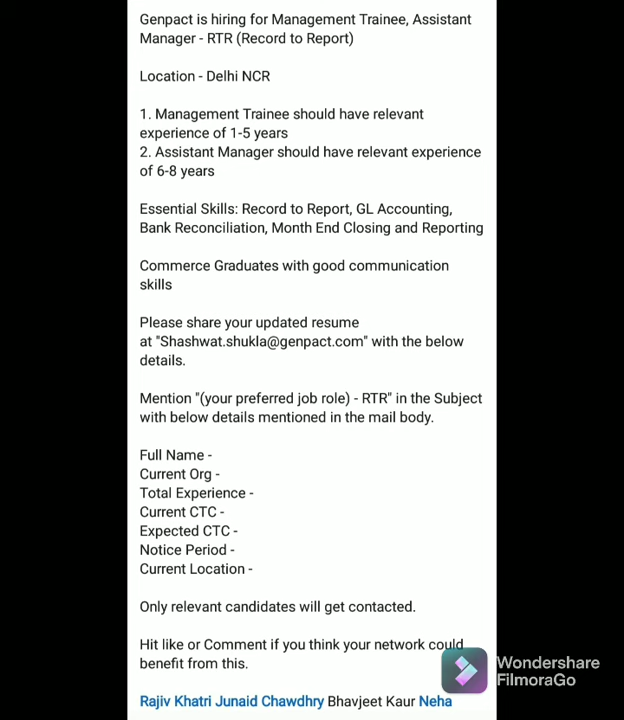 Genpact is hiring for Management Trainee, Assistant
Manager - RTR (Record to Report)
Location - Delhi NCR
1. Management Trainee should have relevant
experience of 1-5 years
2. Assistant Manager should have relevant experience
of 6-8 years
Essential Skills: Record to Report, GL Accounting,
Bank Reconciliation, Month End Closing and Reporting
Commerce Graduates with good communication
skills
Please share your updated resume
at "Shashwat.shukla@genpact.com" with the below
details.
Mention "(your preferred job role) - RTR" in the Subject
with below details mentioned in the mail body.
Full Name -
Current Org -
Total Experience -
Current CTC -
Expected CTC -
Notice Period -
Current Location -
Only relevant candidates will get contacted.
Hit like or Comment if you think your network could
benefit from this.
Wondershare
FilmoraGo
Rajiv Khatri Junaid Chawdhry Bhavjeet Kaur Neha